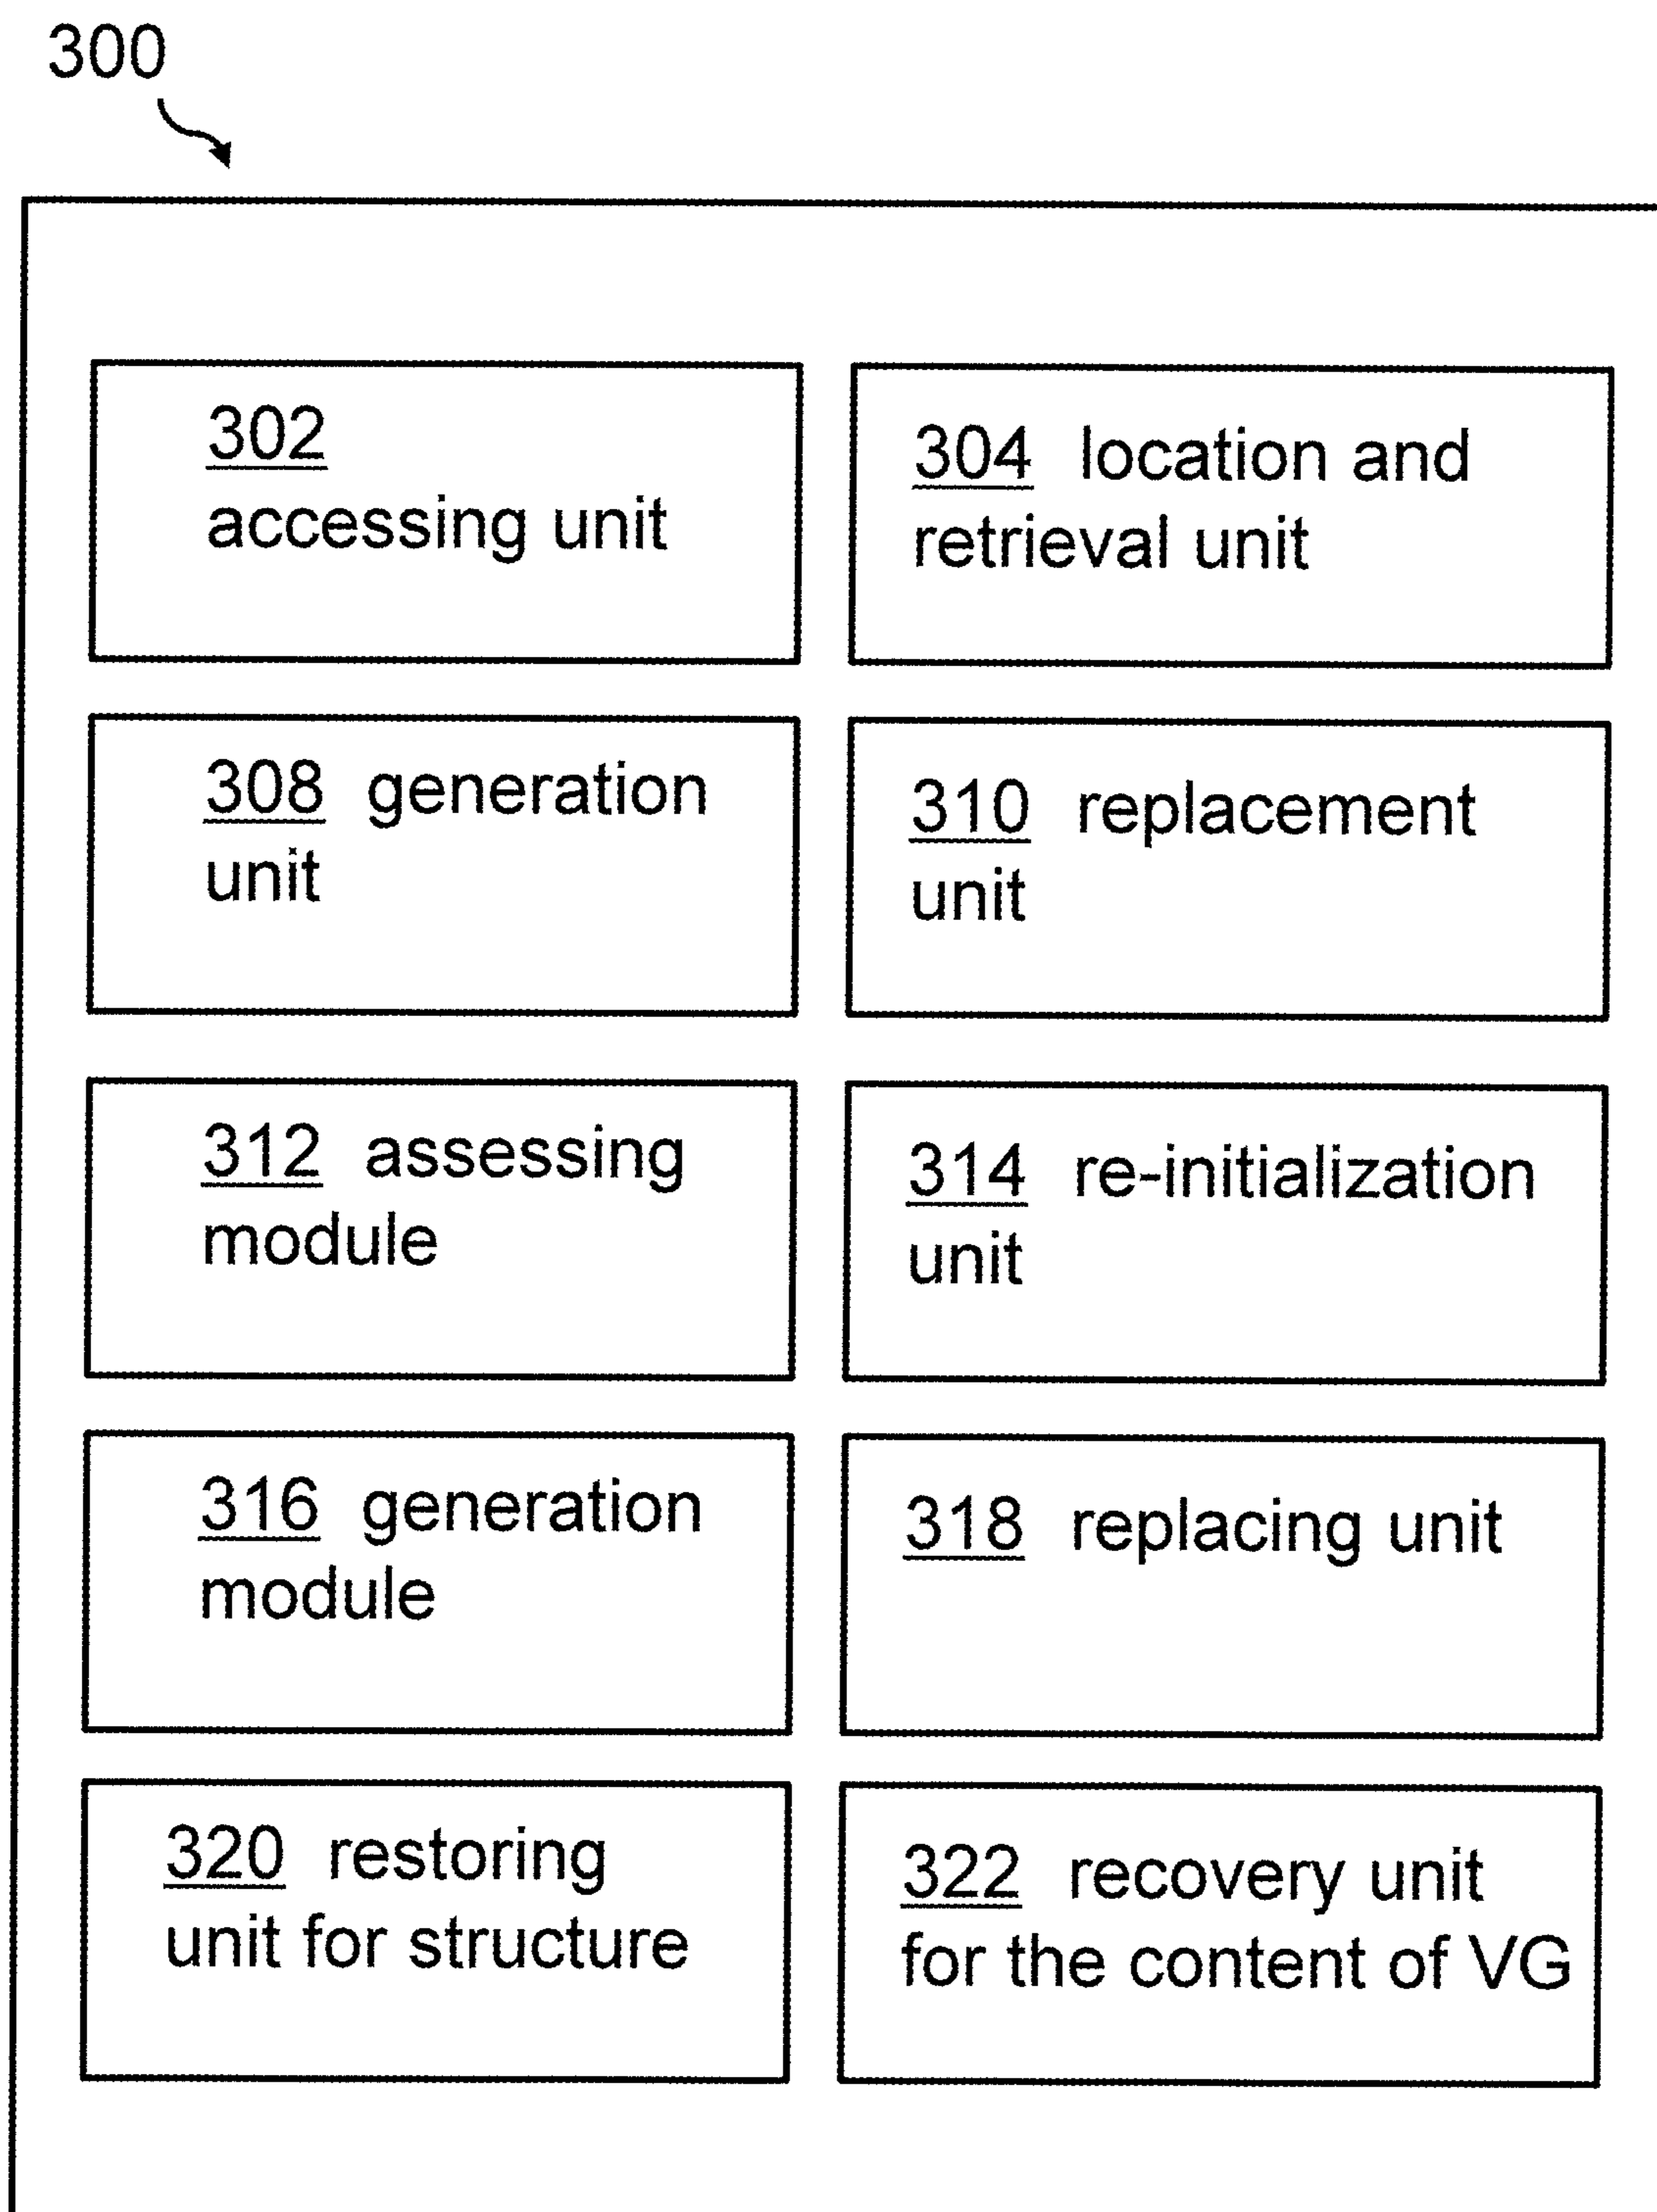 300
302
accessing unit
304 location and
retrieval unit
308 generation
unit
310 replacement
unit
312 assessing
module
314 re-initialization
unit
316 generation
module
318 replacing unit
320 restoring
unit for structure
322 recovery unit
for the content of VG